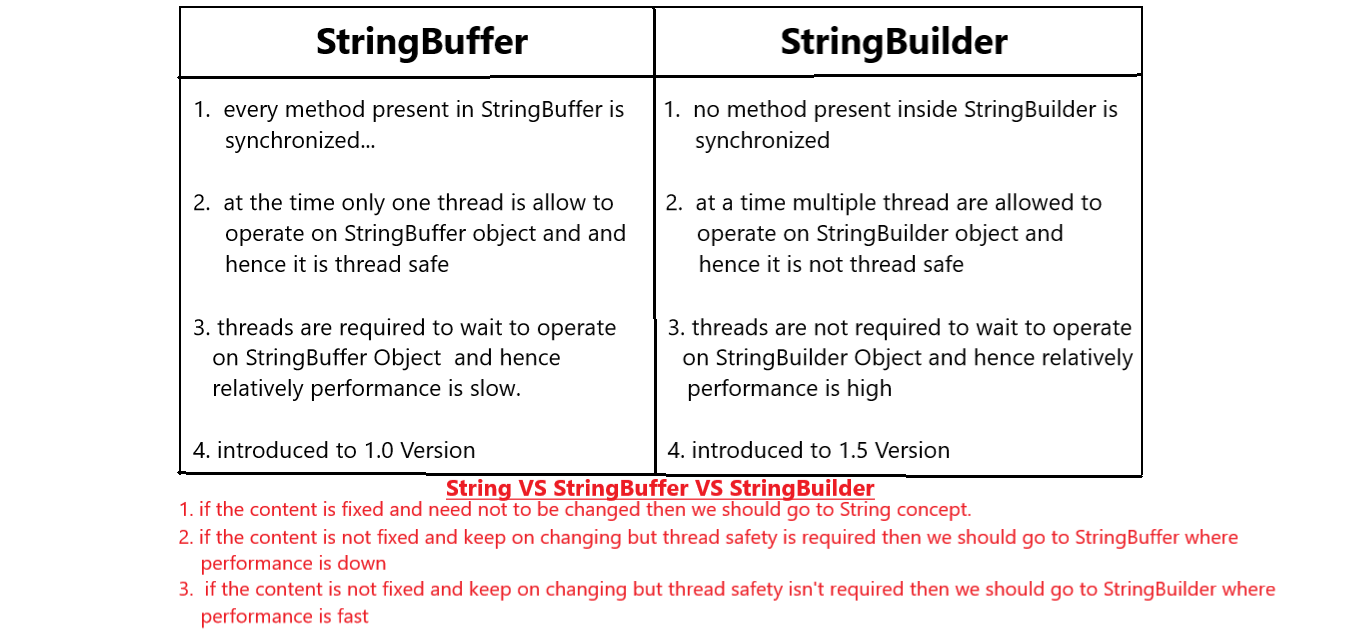 StringBuffer
StringBuilder
1. every method present in StringBuffer is
synchronized...
2. at the time only one thread is allow to
operate on StringBuffer object and and
hence it is thread safe
3. threads are required to wait to operate
on StringBuffer Object and hence
relatively performance is slow.
4. introduced to 1.0 Version
1. no method present inside StringBuilder is
synchronized
2. at a time multiple thread are allowed to
operate on StringBuilder object and
hence it is not thread safe
3. threads are not required to wait to operate
on StringBuilder Object and hence relatively
performance is high
4. introduced to 1.5 Version
String VS StringBuffer VS StringBuilder
1. if the content is fixed and need not to be changed then we should go to String concept.
2. if the content is not fixed and keep on changing but thread safety is required then we should go to StringBuffer where
performance is down
3. if the content is not fixed and keep on changing but thread safety isn't required then we should go to StringBuilder where
performance is fast